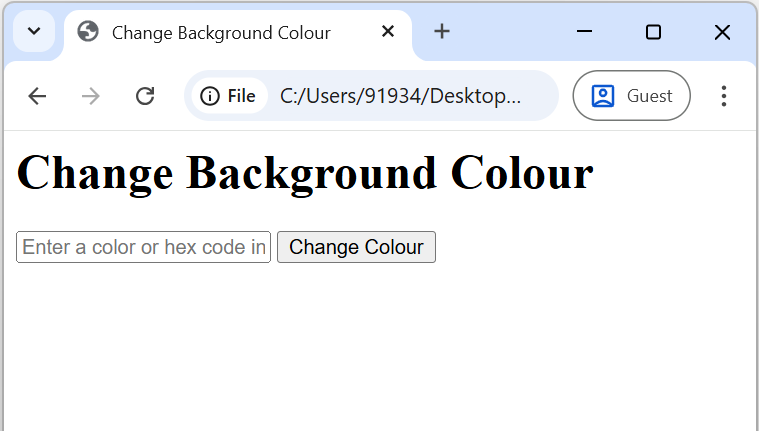 Change Background Colour
File C:/Users/91934/Desktop... Guest
Change Background Colour
Enter a color or hex code in Change Colour